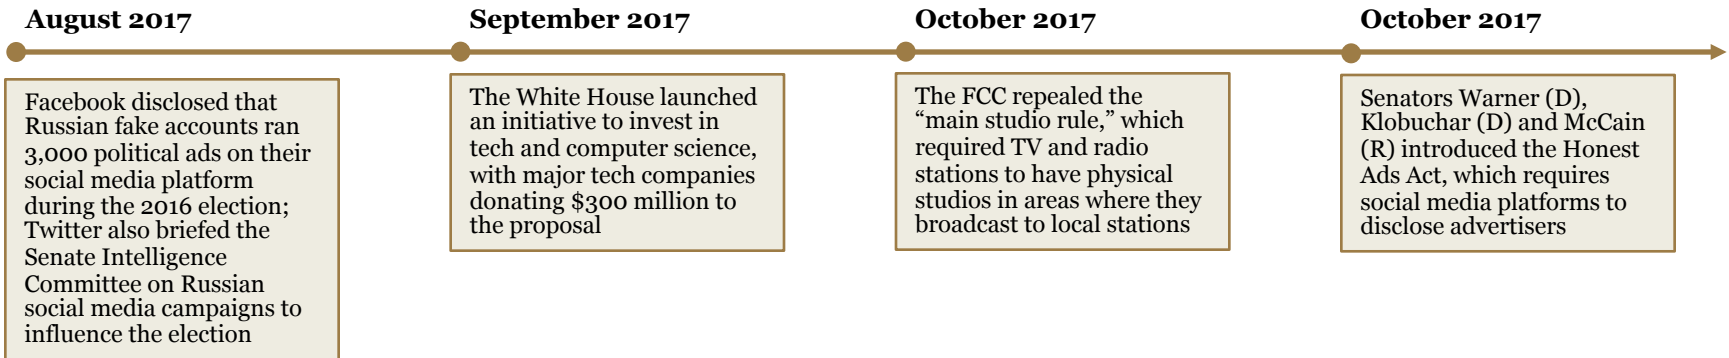 August 2017
Facebook disclosed that
Russian fake accounts ran
3,000 political ads on their
social media platform
during the 2016 election;
Twitter also briefed the
Senate Intelligence
Committee on Russian
social media campaigns to
influence the election
September 2017
The White House launched
an initiative to invest in
tech and computer science,
with major tech companies
donating $300 million to
the proposal
October 2017
The FCC repealed the
“main studio rule,” which
required TV and radio
stations to have physical
studios in areas where they
broadcast to local stations
October 2017
Senators Warner (D),
Klobuchar (D) and McCain
(R) introduced the Honest
Ads Act, which requires
social media platforms to
disclose advertisers